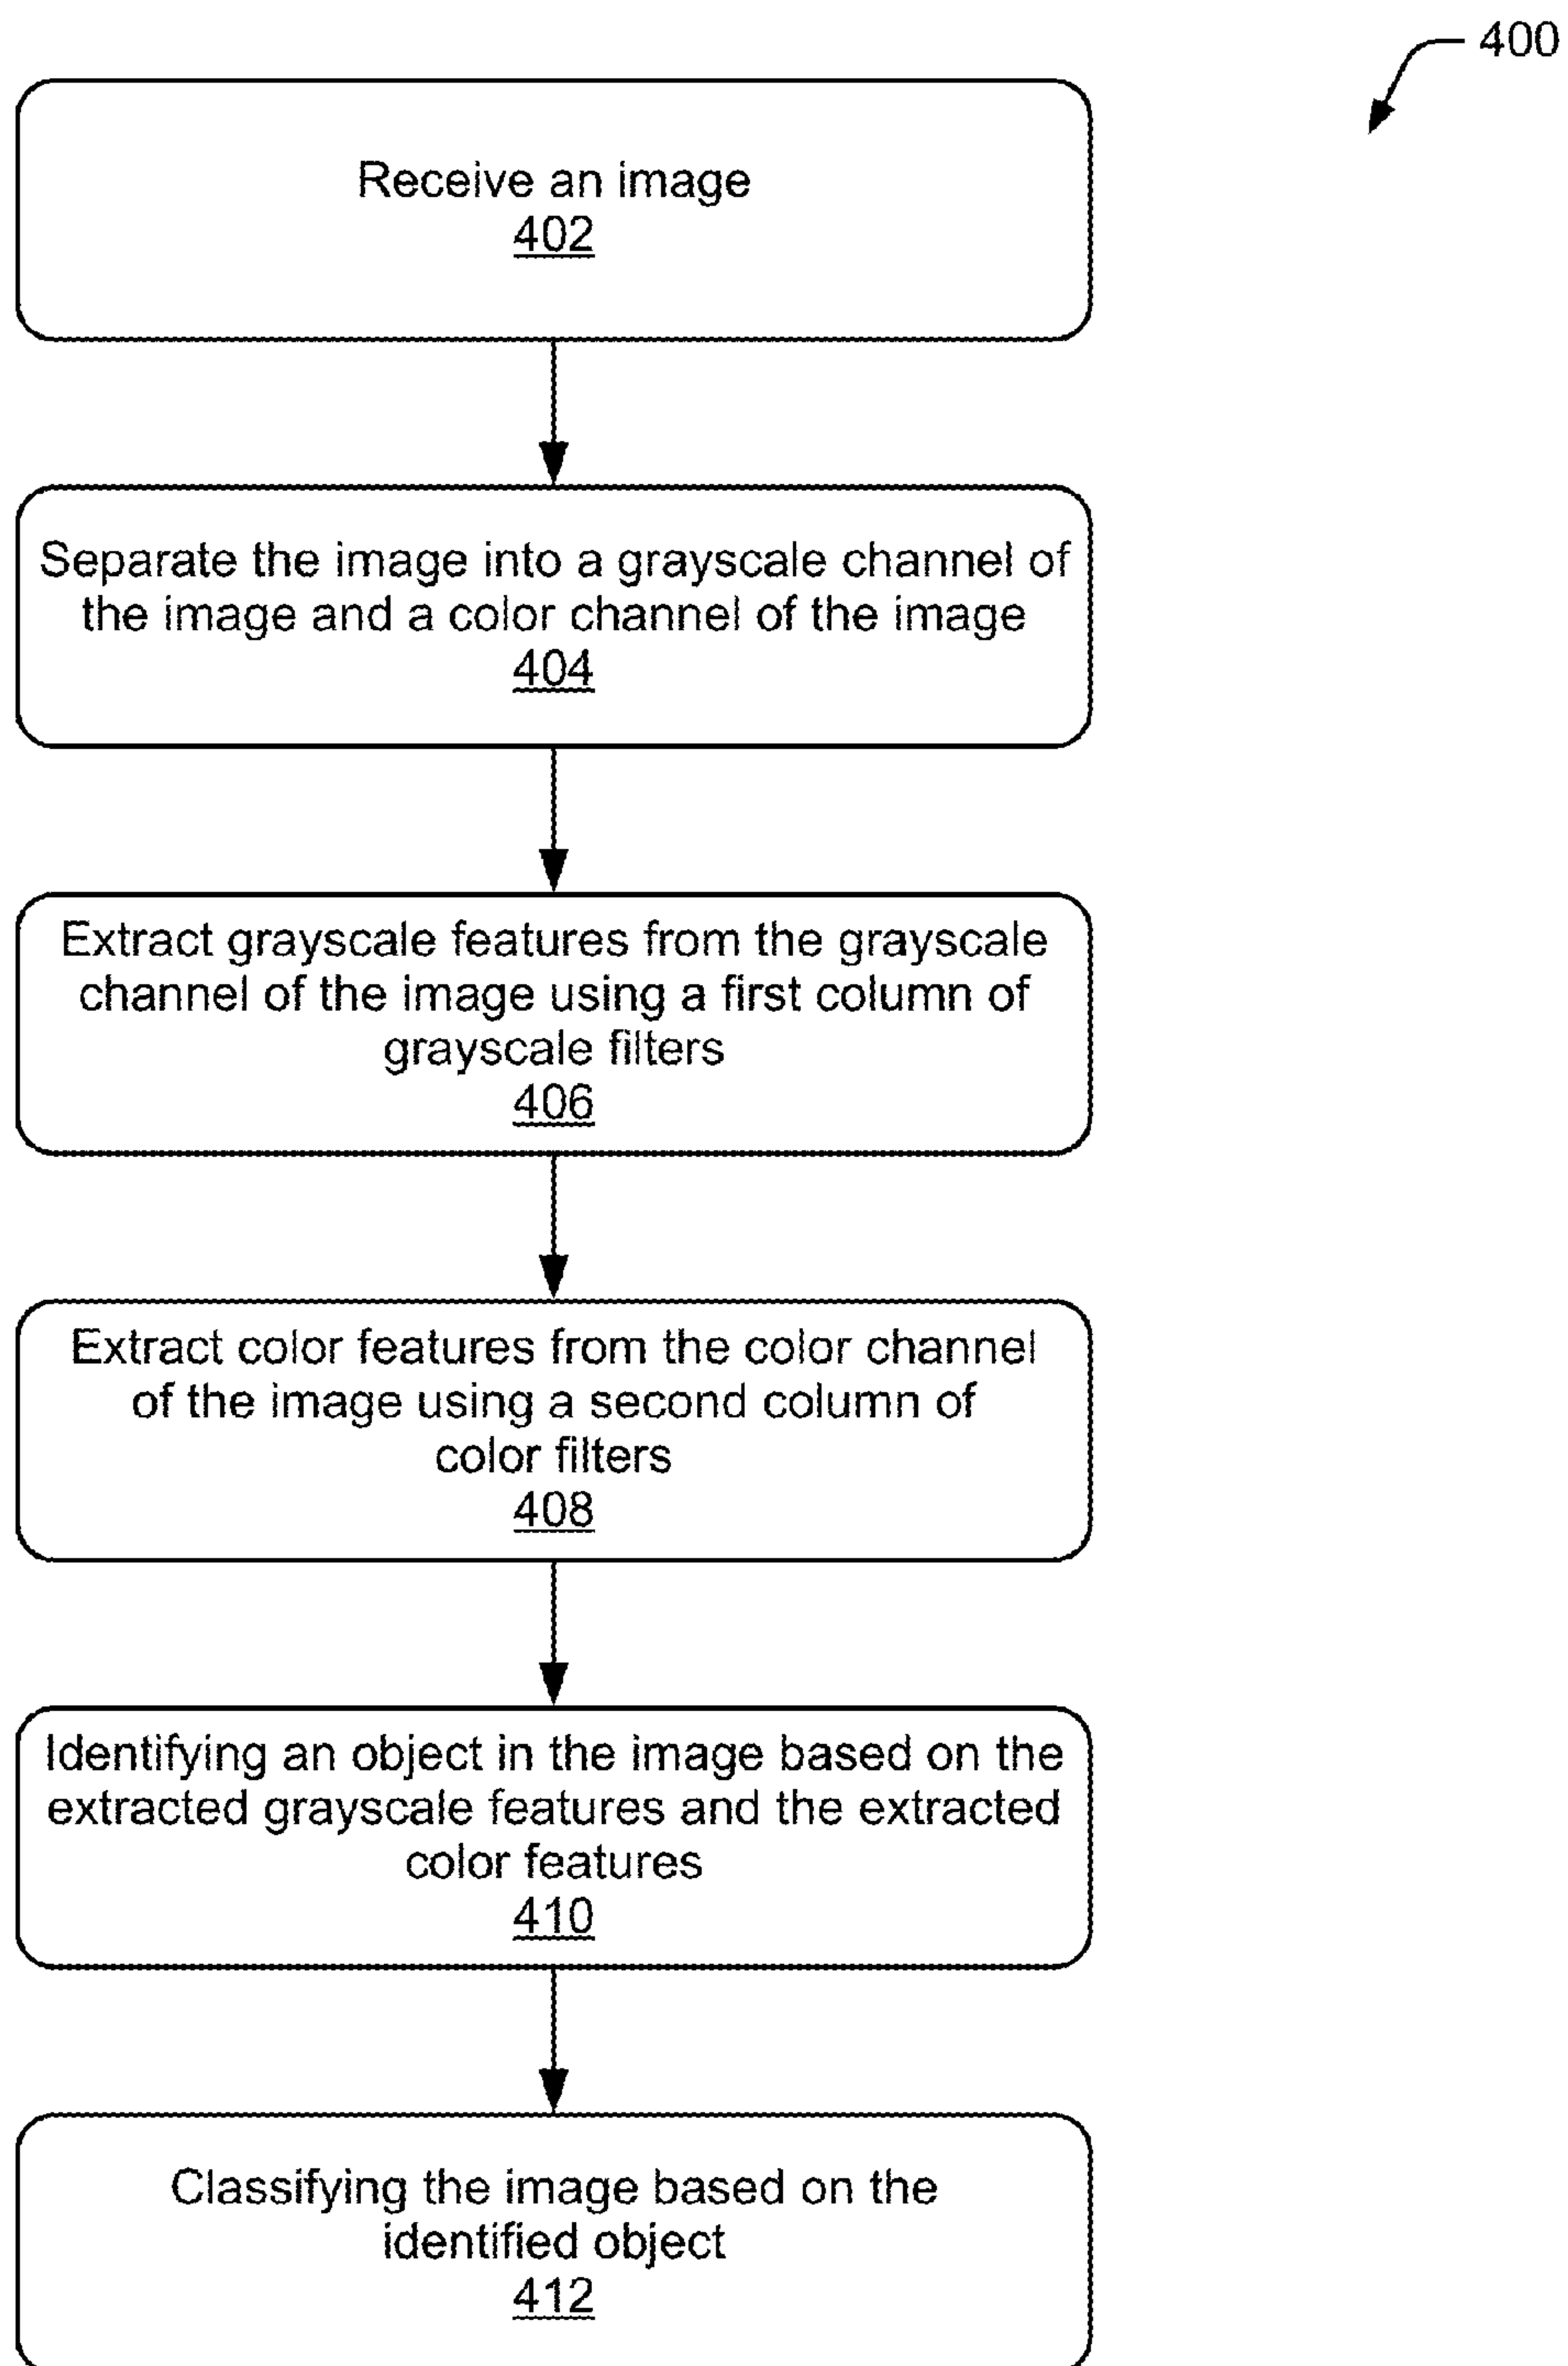 400
Receive an image
402
Separate the image into a grayscale channel of
the image and a color channel of the image
404
Extract grayscale features from the grayscale
channel of the image using a first column of
grayscale filters
406
Extract color features from the color channel
of the image using a second column of
color filters
408
Identifying an object in the image based on the
extracted grayscale features and the extracted
color features
410
Classifying the image based on the
identified object
412